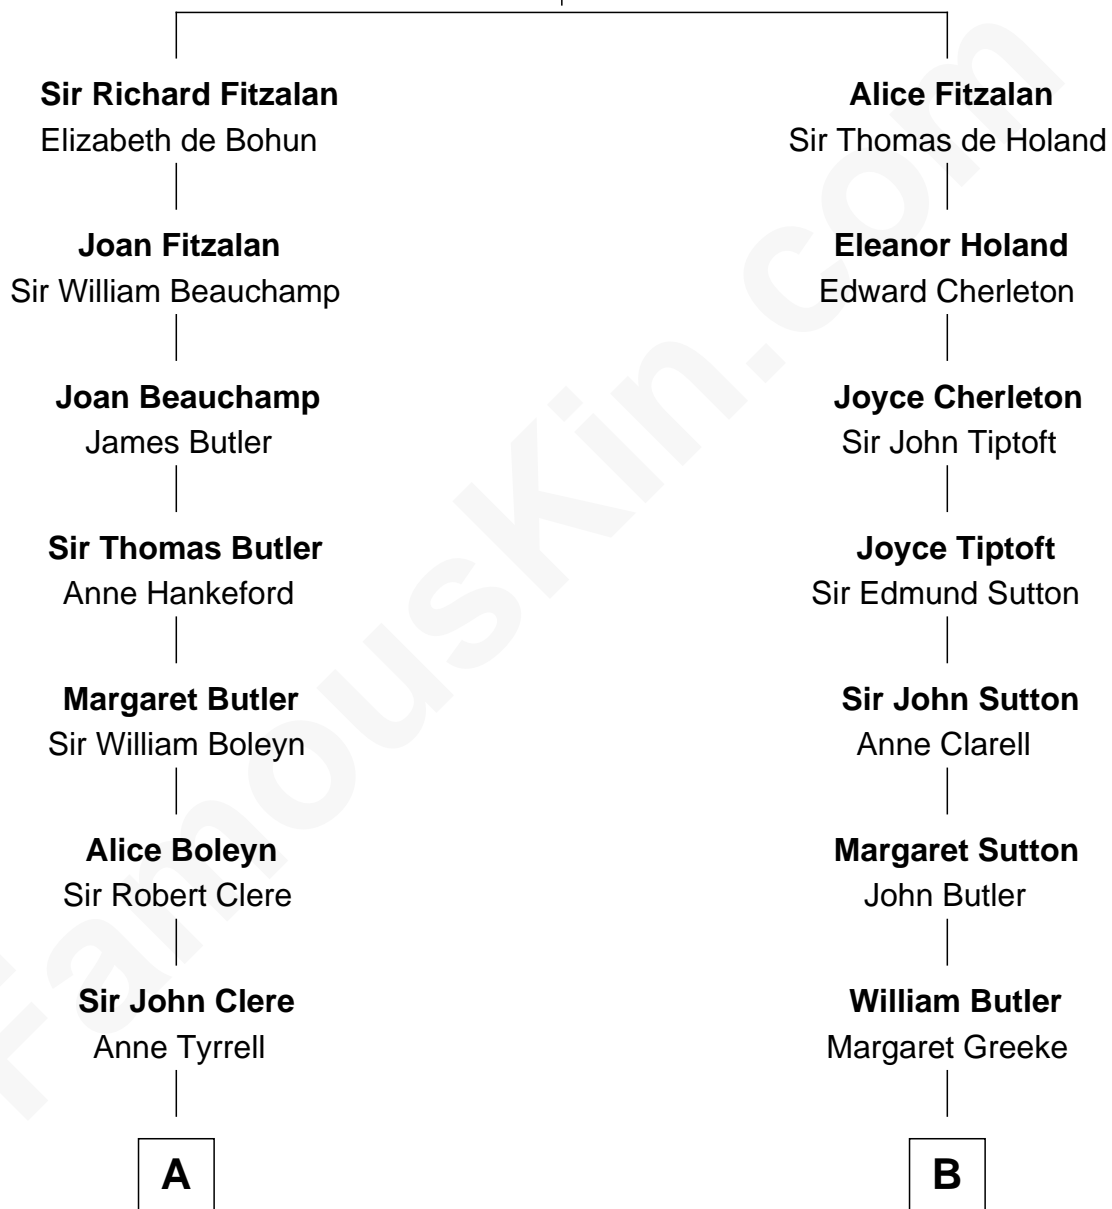 Sir Richard Fitzalan
Elizabeth de Bohun
Joan Fitzalan
Sir William Beauchamp
Joan Beauchamp
James Butler
Sir Thomas Butler
Anne Hankeford
Margaret Butler
Sir William Boleyn
Alice Boleyn
Sir Robert Clere
Sir John Clere
Anne Tyrrell
A
Alice Fitzalan
Sir Thomas de Holand
Eleanor Holand
Edward Cherleton
Joyce Cherleton
Sir John Tiptoft
Joyce Tiptoft
Sir Edmund Sutton
Sir John Sutton
Anne Clarell
Margaret Sutton
John Butler
William Butler
Margaret Greeke
B
FamousKin.com